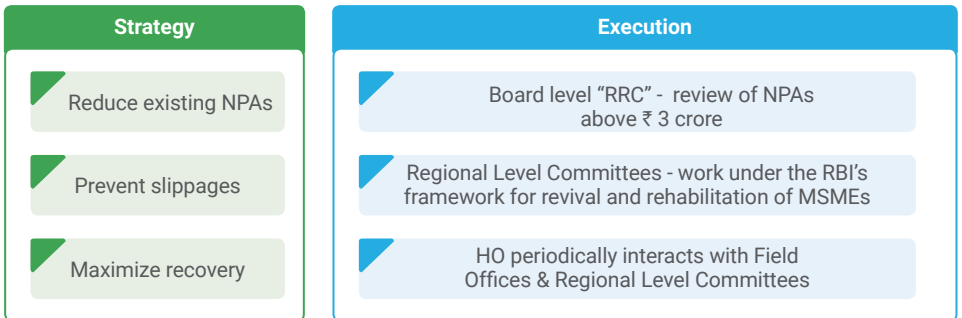 Strategy
Reduce existing NPAs
Prevent slippages
Maximize recovery
Execution
Board level “RRC” - review of NPAs
above ₹ 3 crore
Regional Level Committees - work under the RBI’s
framework for revival and rehabilitation of MSMEs
HO periodically interacts with Field
Offices & Regional Level Committees